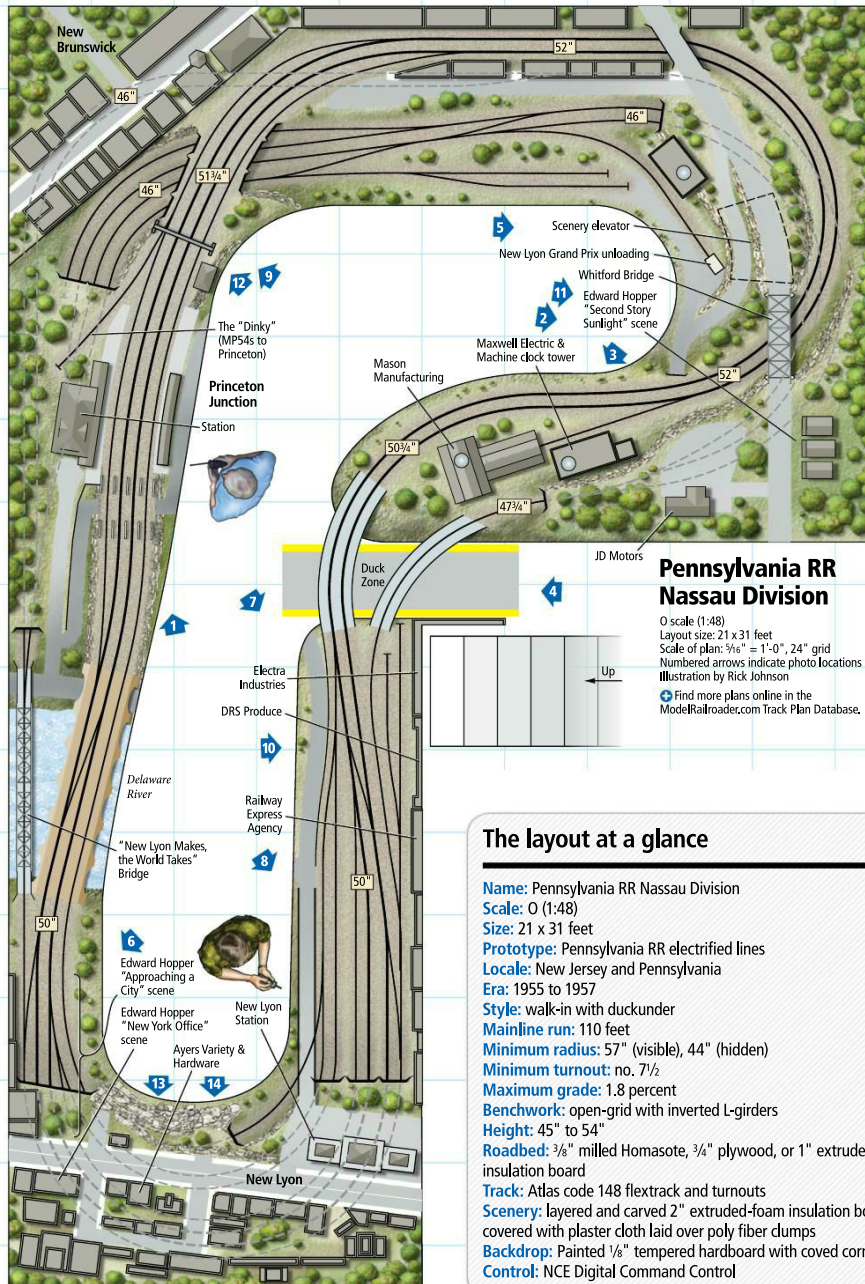 New
Brunswick
46"
52"
46"
46"
51 3/4"
5
Scenery elevator
New Lyon Grand Prix unloading
12
9
11
2
Whitford Bridge
Edward Hopper
"Second Story
Sunlight" scene
The "Dinky"
(MP54s to
Princeton)
3
Maxwell Electric &
Machine clock tower
Mason
Manufacturing
52"
Princeton
Junction
Station
50 3/4"
47 3/4"
JD Motors
Duck
Zone
4
7
1
Pennsylvania RR
Nassau Division
O scale (1:48)
Layout size: 21 x 31 feet
Scale of plan: 5/16" = 1'-0", 24" grid
Numbered arrows indicate photo locations
Illustration by Rick Johnson
Find more plans online in the
ModelRailroader.com Track Plan Database.
Up
Electra
Industries
DRS Produce
10
Delaware
River
Railway
Express
Agency
8
"New Lyon Makes,
the World Takes"
Bridge
50"
50"
6
Edward Hopper
"Approaching a
City" scene
Edward Hopper
"New York Office"
scene
New Lyon
Station
Ayers Variety &
Hardware
13
14
New Lyon
The layout at a glance
Name: Pennsylvania RR Nassau Division
Scale: O (1:48)
Size: 21 x 31 feet
Prototype: Pennsylvania RR electrified lines
Locale: New Jersey and Pennsylvania
Era: 1955 to 1957
Style: walk-in with duckunder
Mainline run: 110 feet
Minimum radius: 57" (visible), 44" (hidden)
Minimum turnout: no. 7 1/2
Maximum grade: 1.8 percent
Benchwork: open-grid with inverted L-girders
Height: 45" to 54"
Roadbed: 3/8" milled Homasote, 3/4" plywood, or 1" extrude
insulation board
Track: Atlas code 148 flextrack and turnouts
Scenery: layered and carved 2" extruded-foam insulation bo
covered with plaster cloth laid over poly fiber clumps
Backdrop: Painted 1/8" tempered hardboard with coved corn
Control: NCE Digital Command Control